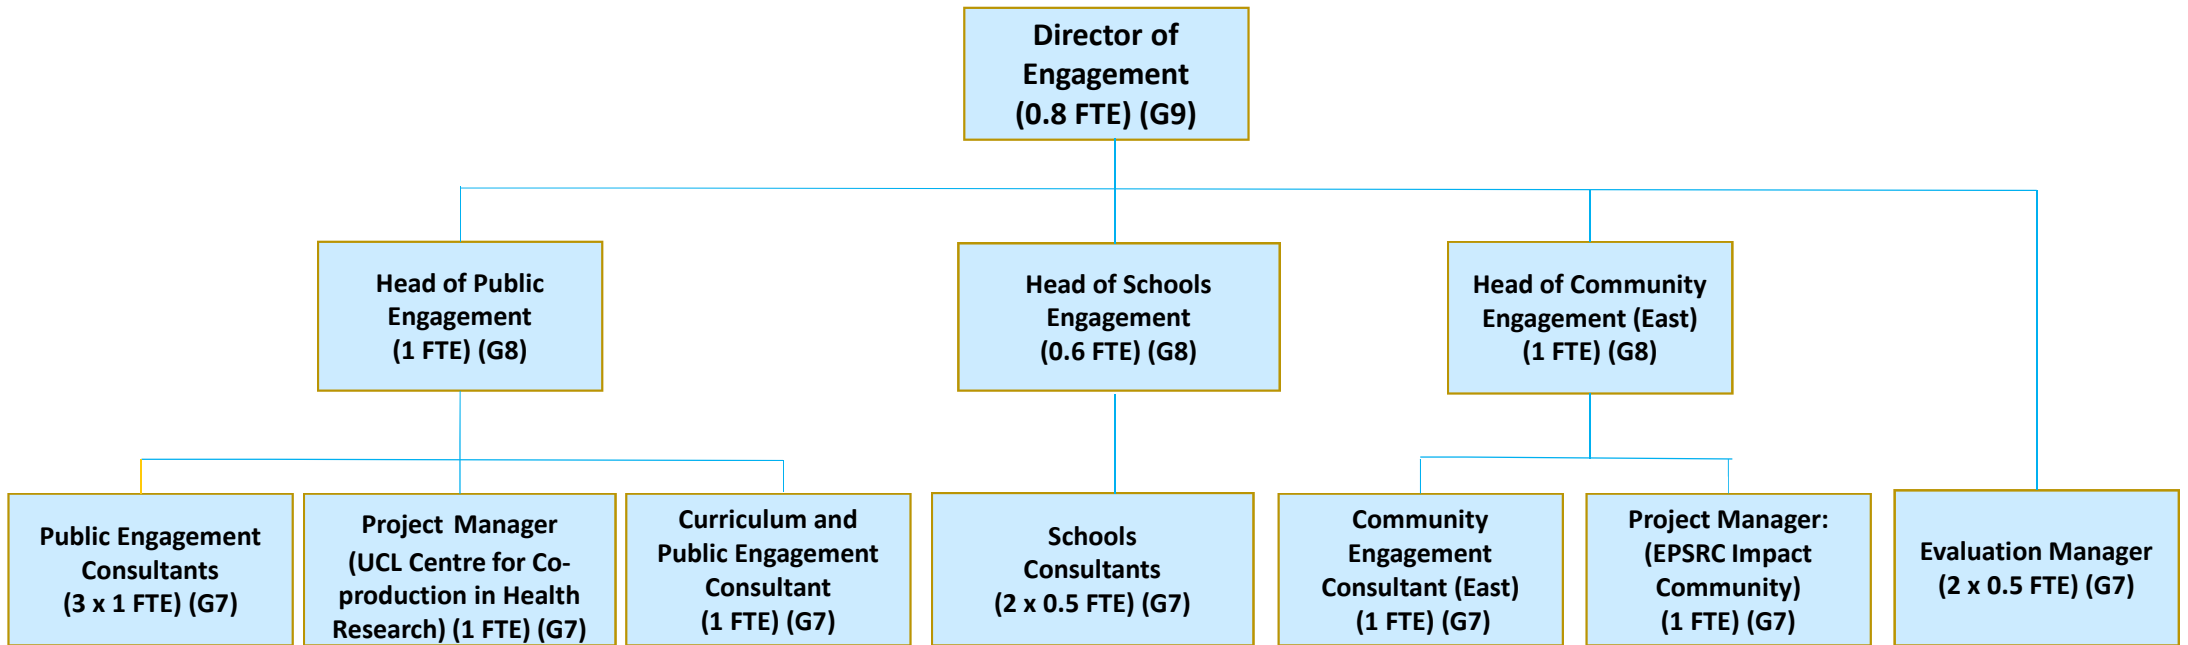 Director of
Engagement
(0.8 FTE) (G9)
Head of Public
Engagement
(1 FTE) (G8)
Head of Schools
Engagement
(0.6 FTE) (G8)
Head of Community
Engagement (East)
(1 FTE) (G8)
Public Engagement
Consultants
(3 x 1 FTE) (G7)
Project Manager
(UCL Centre for Co-
production in Health
Research) (1 FTE) (G7)
Curriculum and
Public Engagement
Consultant
(1 FTE) (G7)
Schools
Consultants
(2 x 0.5 FTE) (G7)
Community
Engagement
Consultant (East)
(1 FTE) (G7)
Project Manager:
(EPSRC Impact
Community)
(1 FTE) (G7)
Evaluation Manager
(2 x 0.5 FTE) (G7)